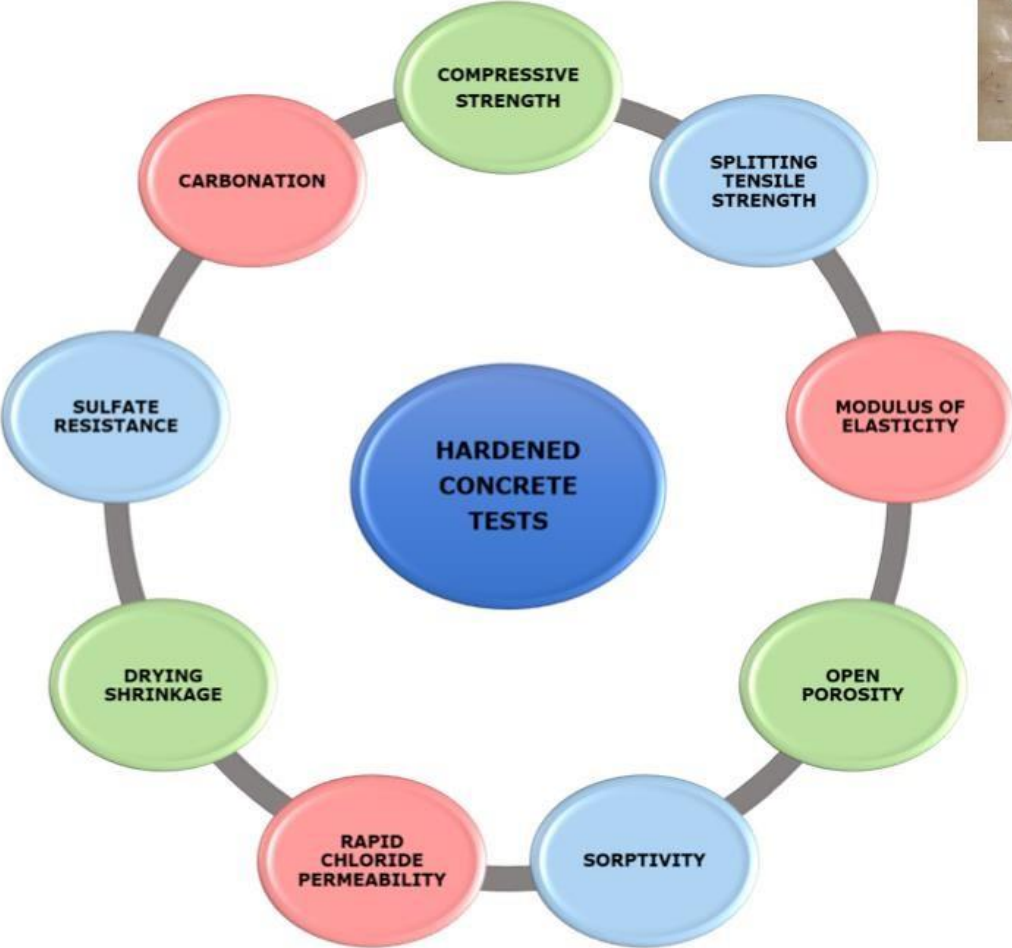 COMPRESSIVE
STRENGTH
SPLITTING
TENSILE
STRENGTH
MODULUS OF
ELASTICITY
OPEN
POROSITY
SORPTIVITY
RAPID
CHLORIDE
PERMEABILITY
DRYING
SHRINKAGE
SULFATE
RESISTANCE
CARBONATION
HARDENED
CONCRETE
TESTS